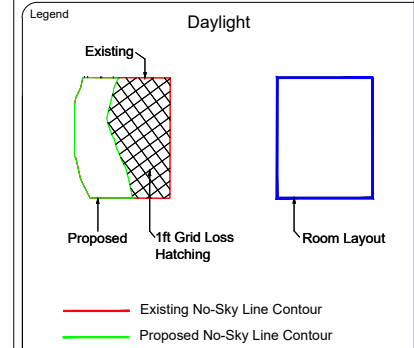 Legend
Daylight
Existing
Proposed
1ft Grid Loss
Hatching
Room Layout
Existing No-Sky Line Contour
Proposed No-Sky Line Contour